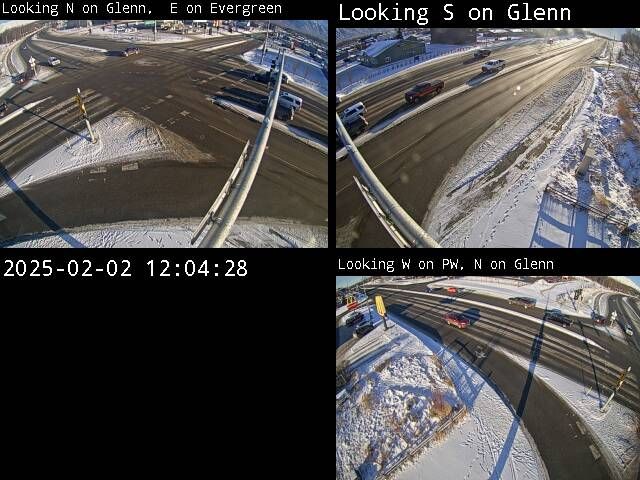 Looking N on Glenn,  E on Evergreen
Looking S on Glenn
2025-02-02 12:04:28
Looking W on PW, N on Glenn